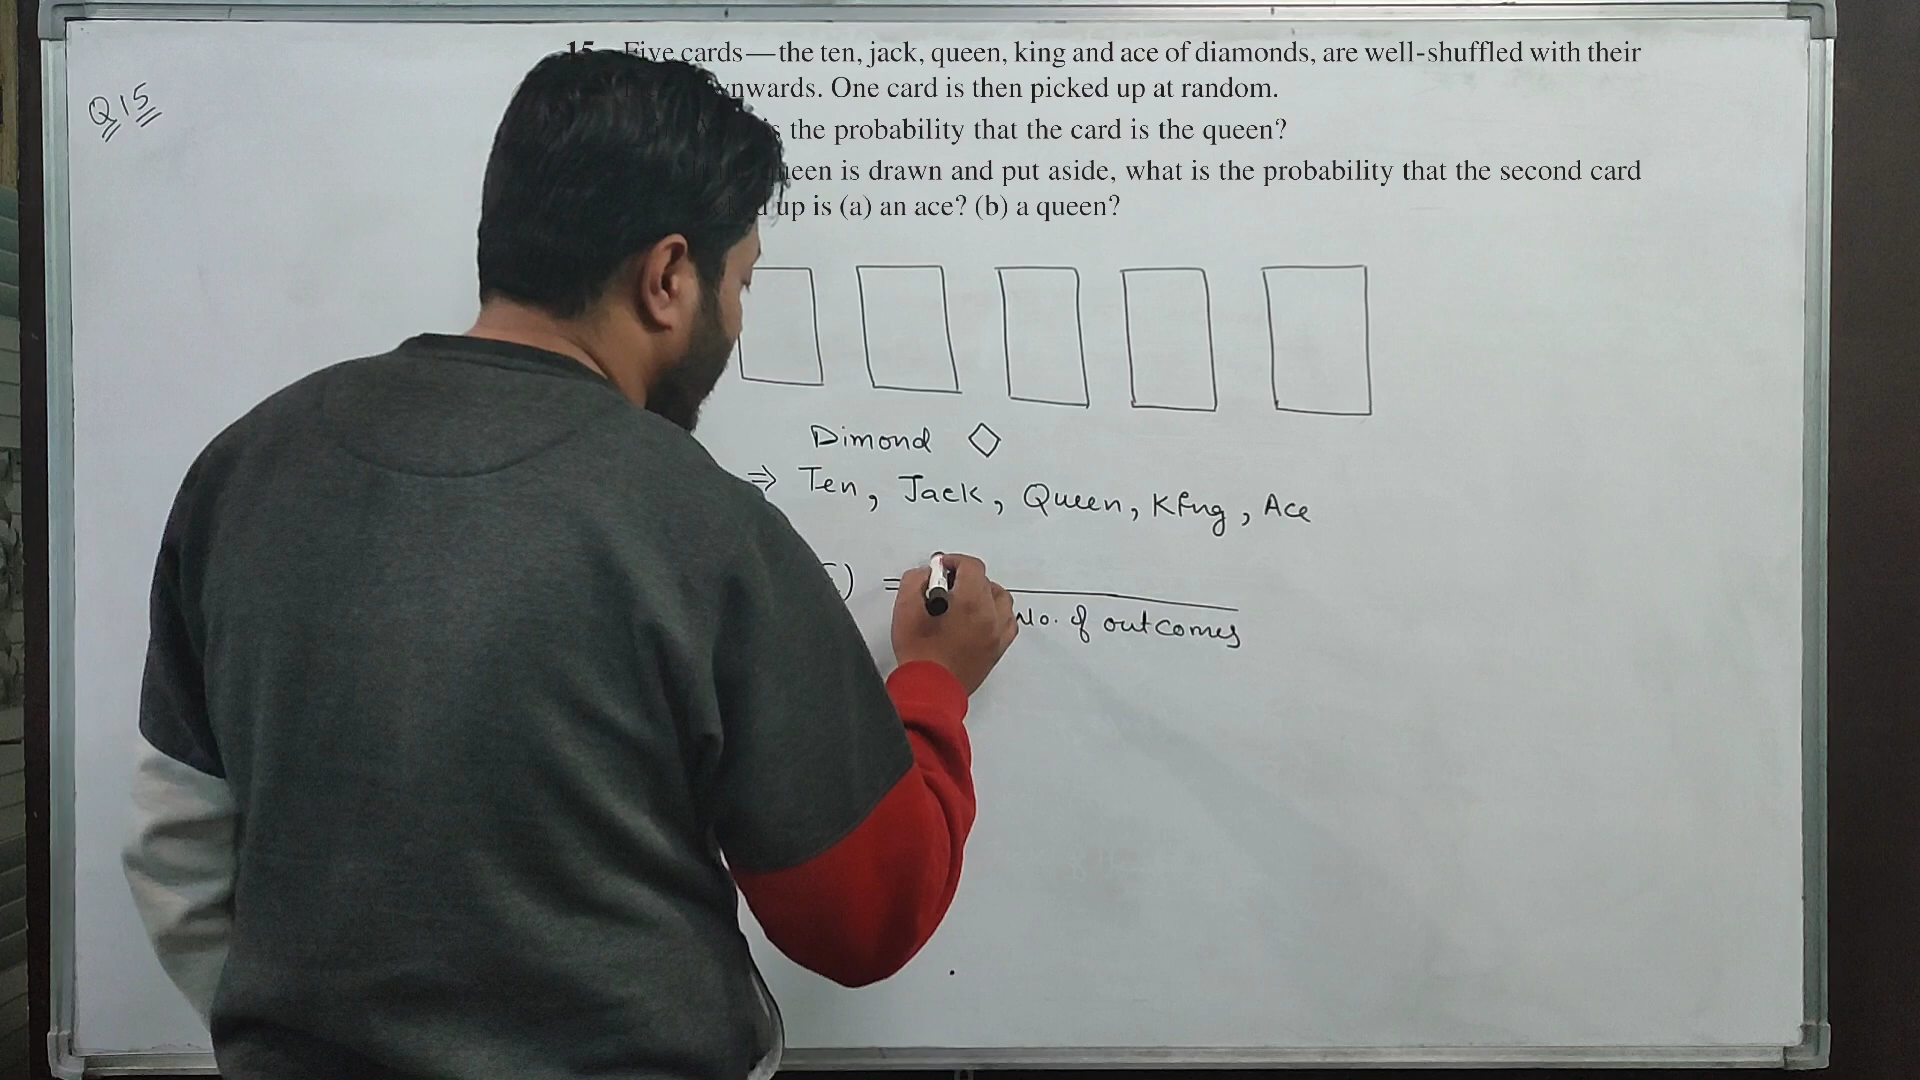 Q15
15. Five cards—the ten, jack, queen, king and ace of diamonds, are well-shuffled with their
One card is then picked up at random.
the probability that the card is the queen?
queen is drawn and put aside, what is the probability that the second card
up is (a) an ace? (b) a queen?
Dimond
⇒ Ten, Jack, Queen, King, Ace
) =
No. of outcomes